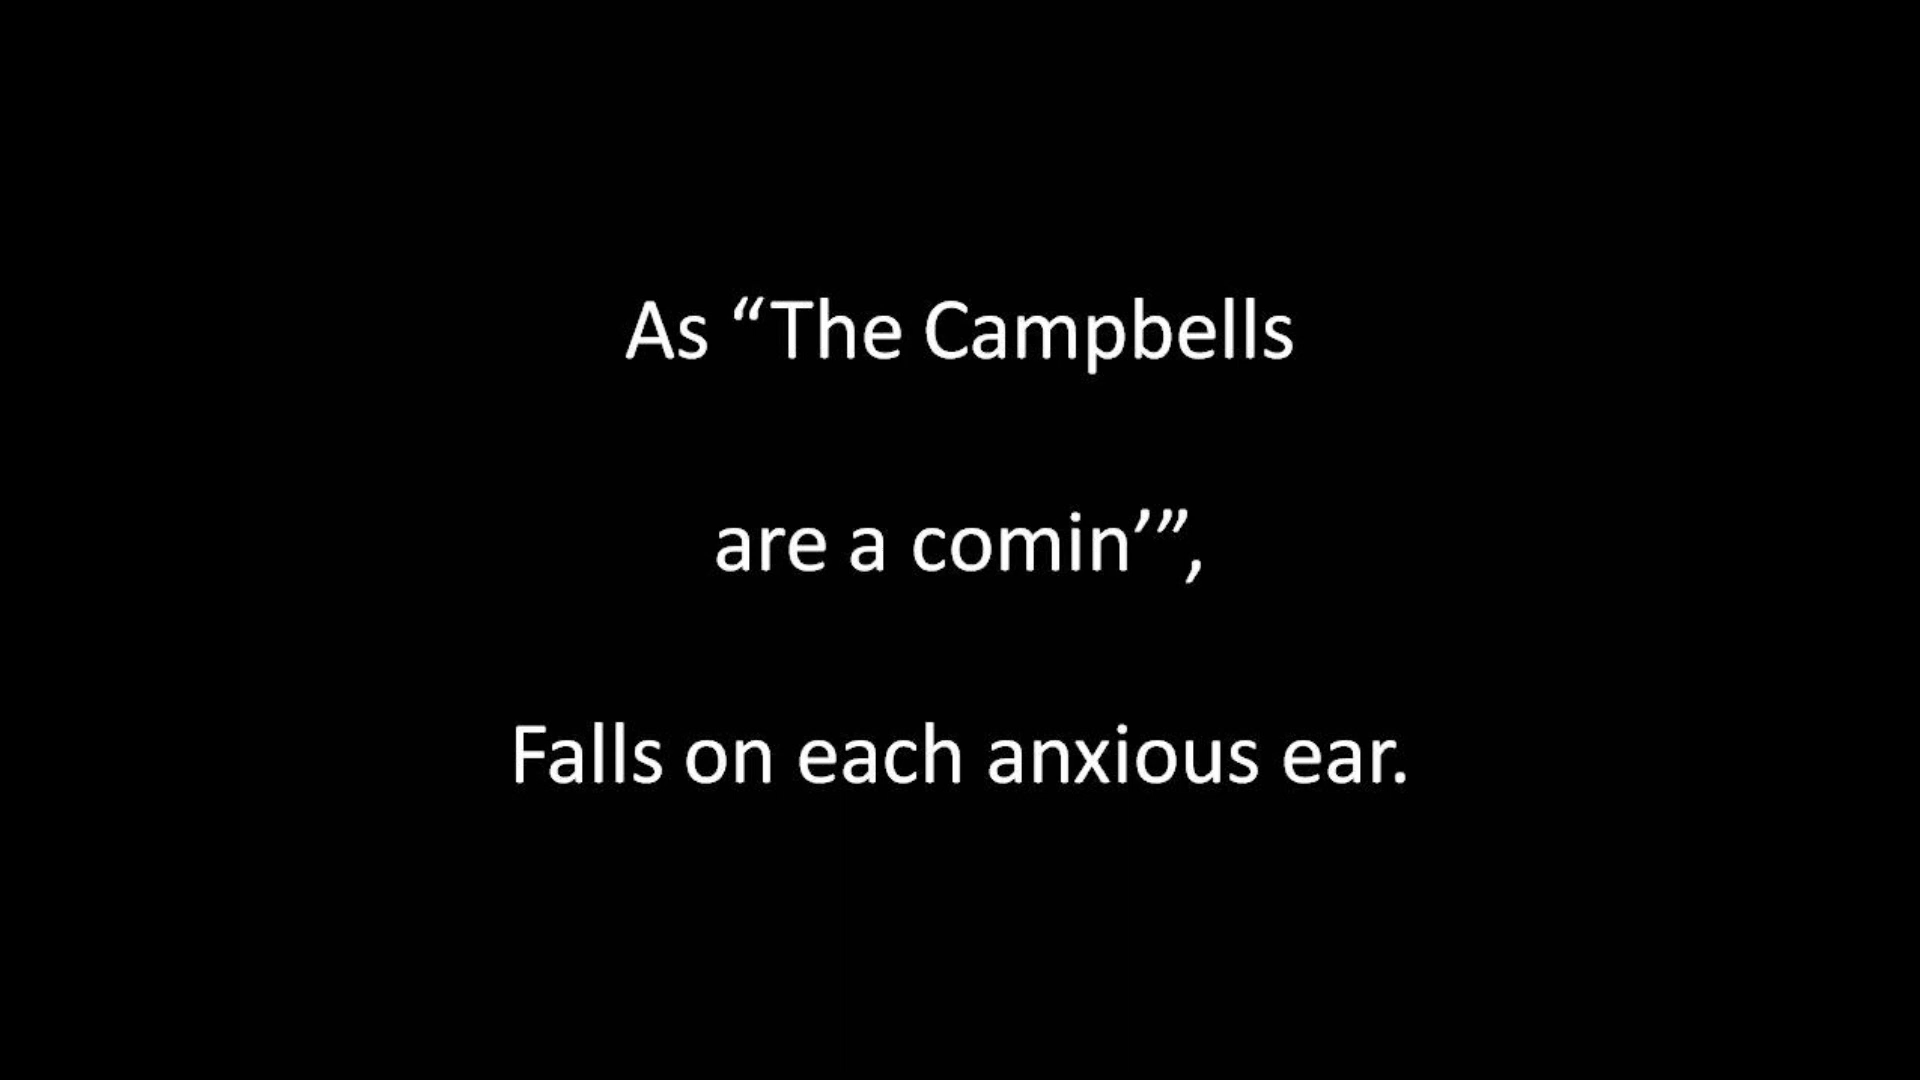 As “The Campbells
are a comin’”,
Falls on each anxious ear.